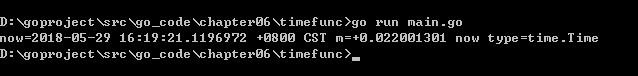 D:\goproject\src\go_code\chapter06\timefunc>go run main.go
now=2018-05-29 16:19:21.1196972 +0800 CST m=+0.022001301 now type=time.Time
D:\goproject\src\go_code\chapter06\timefunc>_